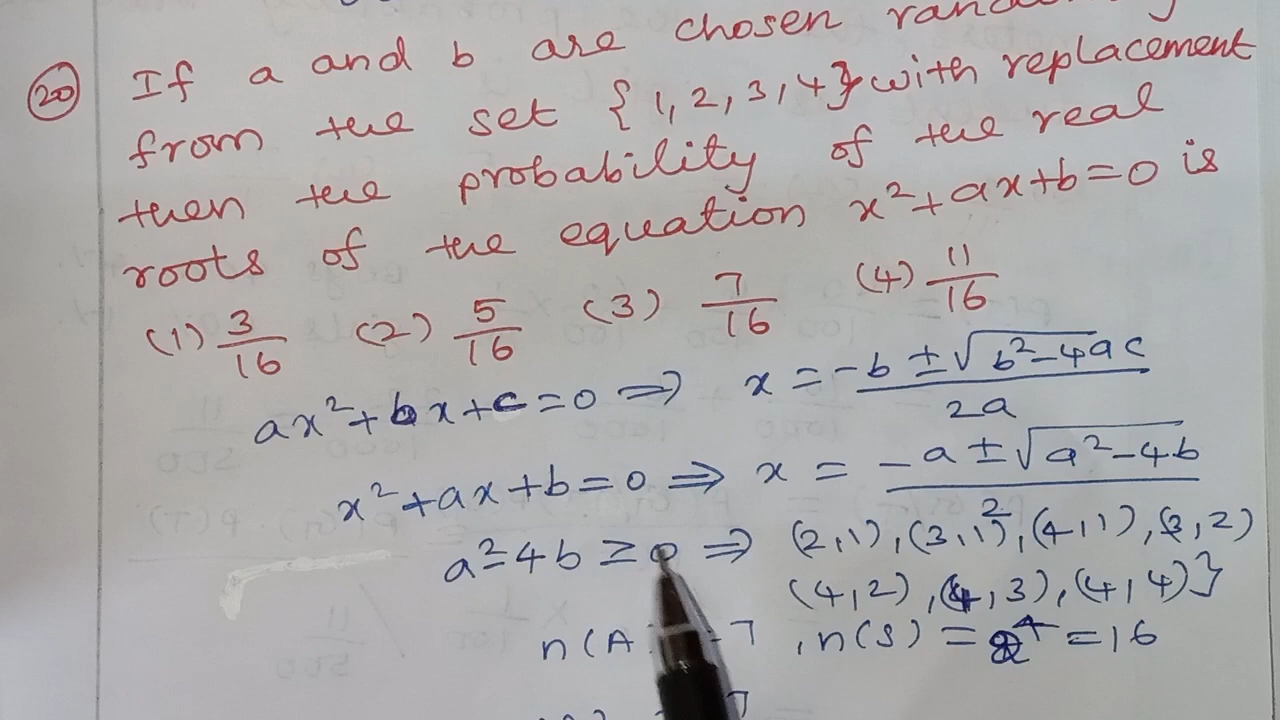 (20) If a and b are chosen
from the set {1,2,3,4} with replacement
then the probability of the real
roots of the equation x²+ax+b=0 is
(1) 3/16 (2) 5/16 (3) 7/16 (4) 11/16
ax²+bx+c=0 ⇒ x = -b ± √(b²-4ac) / 2a
x²+ax+b=0 ⇒ x = -a ± √(a²-4b) / 2
a²-4b ≥ 0 ⇒ (2,1),(3,1),(4,1),(3,2)
(4,2),(4,3),(4,4)}
n(A 7 , n(S) = = 16
7